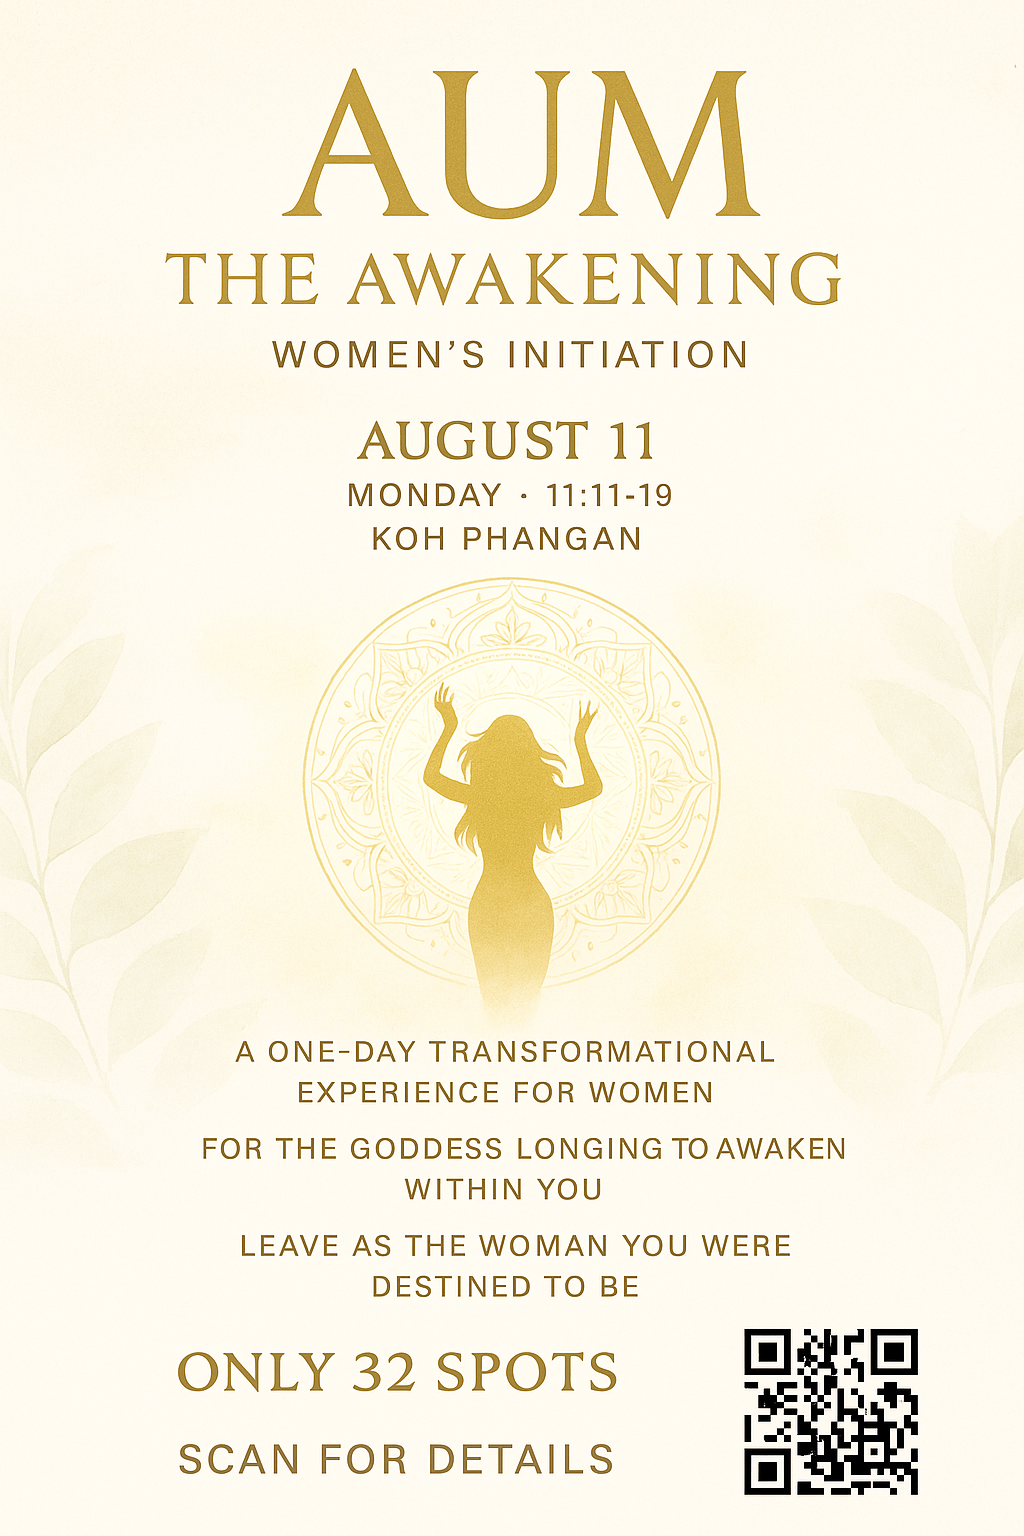 AUM
THE AWAKENING
WOMEN’S INITIATION
AUGUST 11
MONDAY · 11:11-19
KOH PHANGAN
A ONE-DAY TRANSFORMATIONAL
EXPERIENCE FOR WOMEN
FOR THE GODDESS LONGING TO AWAKEN
WITHIN YOU
LEAVE AS THE WOMAN YOU WERE
DESTINED TO BE
ONLY 32 SPOTS
SCAN FOR DETAILS